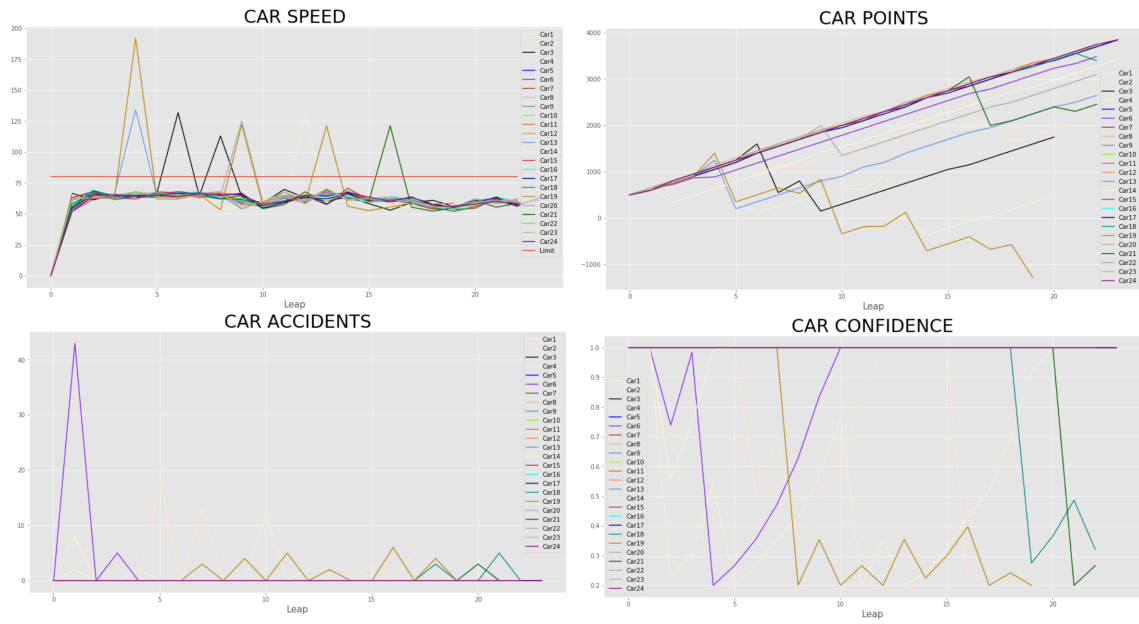 CAR SPEED
200
175
150
125
100
75
50
25
0
0 5 10 15 20
Leap
Car1
Car2
Car3
Car4
Car5
Car6
Car7
Car8
Car9
Car10
Car11
Car12
Car13
Car14
Car15
Car16
Car17
Car18
Car19
Car20
Car21
Car22
Car23
Car24
Limit
CAR POINTS
4000
3000
2000
1000
0
−1000
0 5 10 15 20
Leap
Car1
Car2
Car3
Car4
Car5
Car6
Car7
Car8
Car9
Car10
Car11
Car12
Car13
Car14
Car15
Car16
Car17
Car18
Car19
Car20
Car21
Car22
Car23
Car24
CAR ACCIDENTS
40
30
20
10
0
0 5 10 15 20
Leap
Car1
Car2
Car3
Car4
Car5
Car6
Car7
Car8
Car9
Car10
Car11
Car12
Car13
Car14
Car15
Car16
Car17
Car18
Car19
Car20
Car21
Car22
Car23
Car24
CAR CONFIDENCE
1.0
0.9
0.8
0.7
0.6
0.5
0.4
0.3
0.2
0 5 10 15 20
Leap
Car1
Car2
Car3
Car4
Car5
Car6
Car7
Car8
Car9
Car10
Car11
Car12
Car13
Car14
Car15
Car16
Car17
Car18
Car19
Car20
Car21
Car22
Car23
Car24